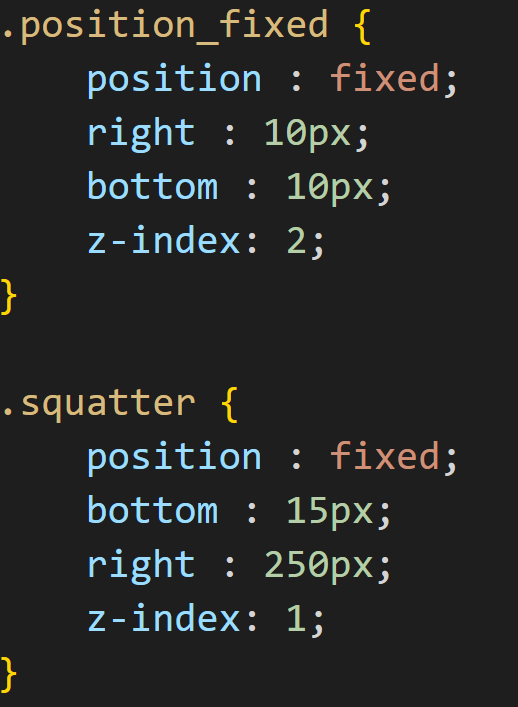 .position_fixed {
    position : fixed;
    right : 10px;
    bottom : 10px;
    z-index: 2;
}

.squatter {
    position : fixed;
    bottom : 15px;
    right : 250px;
    z-index: 1;
}